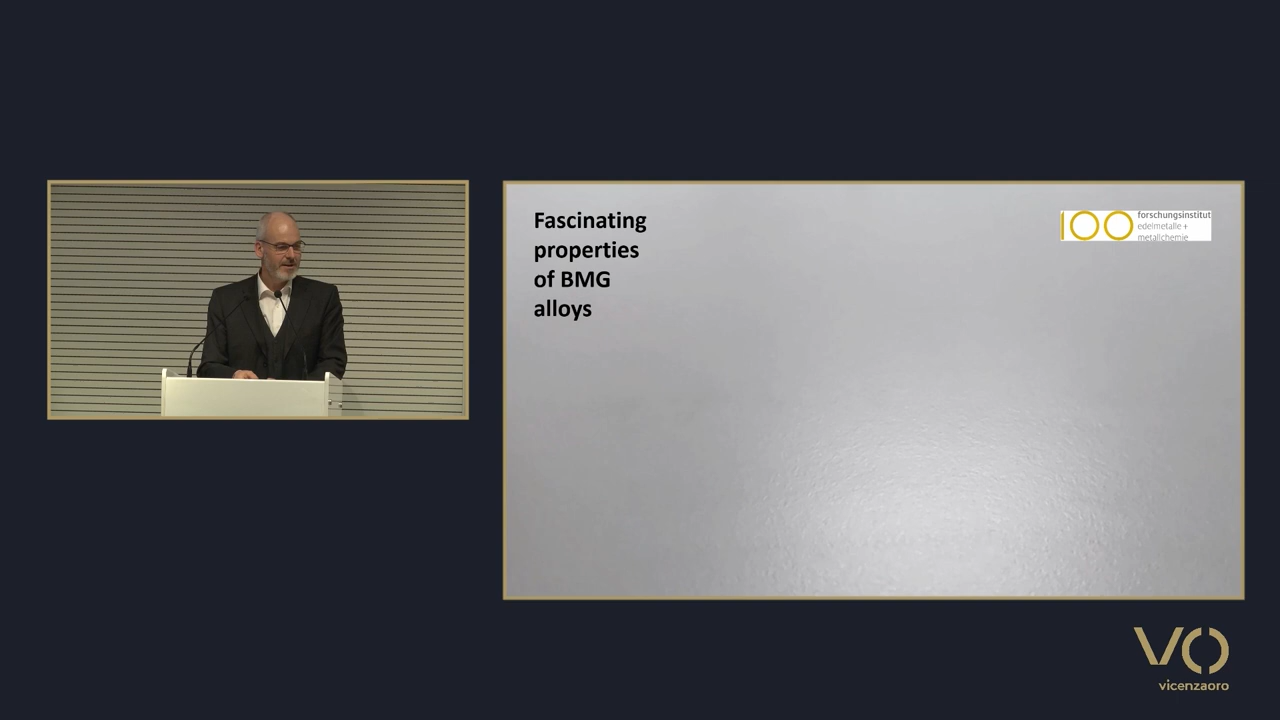 Fascinating
properties
of BMG
alloys
100
forschungsinstitut
edelmetalle +
metallchemie
VO
vicenzaoro